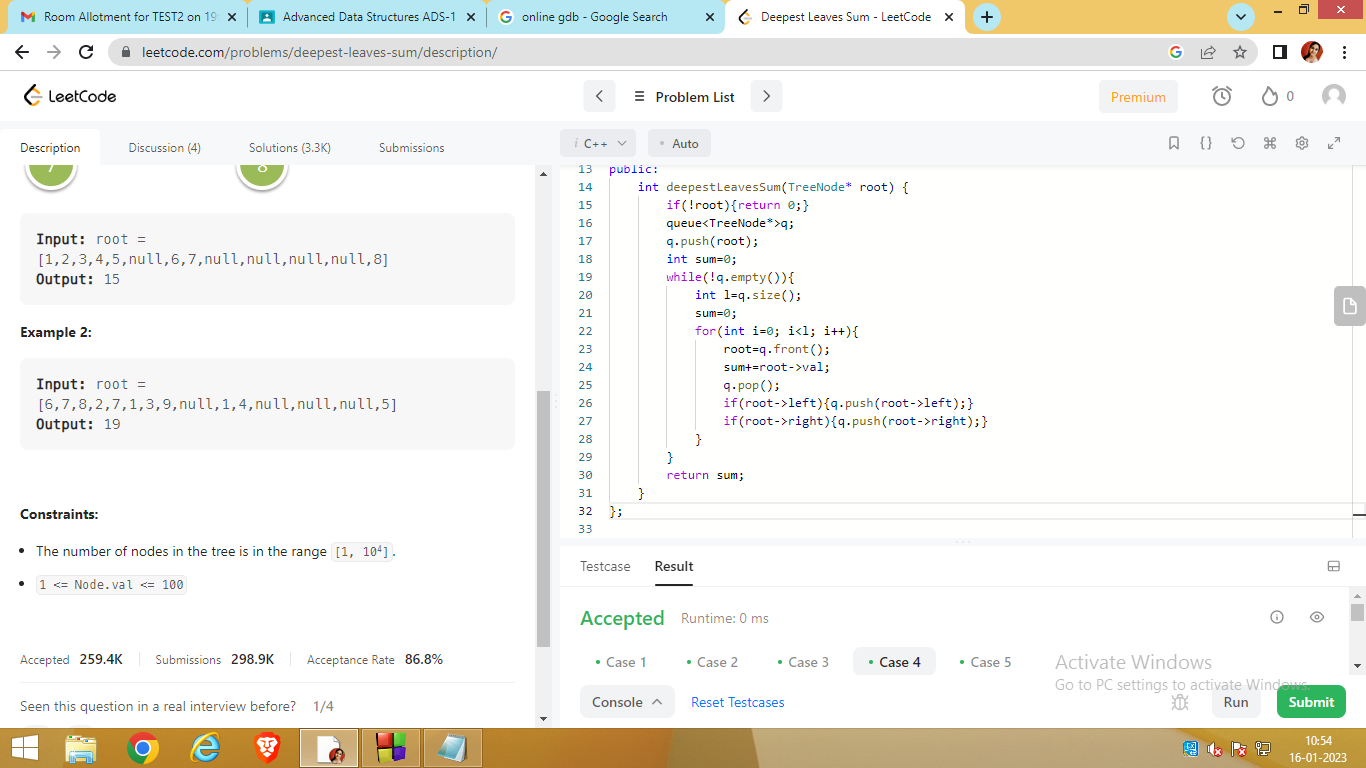 Room Allotment for TEST2 on 19
Advanced Data Structures ADS-1
online gdb - Google Search
Deepest Leaves Sum - LeetCode
leetcode.com/problems/deepest-leaves-sum/description/
LeetCode
Problem List
Premium
0
Description
Discussion (4)
Solutions (3.3K)
Submissions
i C++
Auto
7
8
Input: root =
[1,2,3,4,5,null,6,7,null,null,null,null,8]
Output: 15
Example 2:
Input: root =
[6,7,8,2,7,1,3,9,null,1,4,null,null,null,5]
Output: 19
Constraints:
• The number of nodes in the tree is in the range [1, 10⁴].
• 1 <= Node.val <= 100
Accepted 259.4K
Submissions 298.9K
Acceptance Rate 86.8%
Seen this question in a real interview before? 1/4
13 public:
14 int deepestLeavesSum(TreeNode* root) {
15 if(!root){return 0;}
16 queue<TreeNode*>q;
17 q.push(root);
18 int sum=0;
19 while(!q.empty()){
20 int l=q.size();
21 sum=0;
22 for(int i=0; i<l; i++){
23 root=q.front();
24 sum+=root->val;
25 q.pop();
26 if(root->left){q.push(root->left);}
27 if(root->right){q.push(root->right);}
28 }
29 }
30 return sum;
31 }
32 };
33
Testcase
Result
Accepted
Runtime: 0 ms
• Case 1
• Case 2
• Case 3
• Case 4
• Case 5
Activate Windows
Go to PC settings to activate Windows.
Console
Reset Testcases
Run
Submit
10:54
16-01-2023